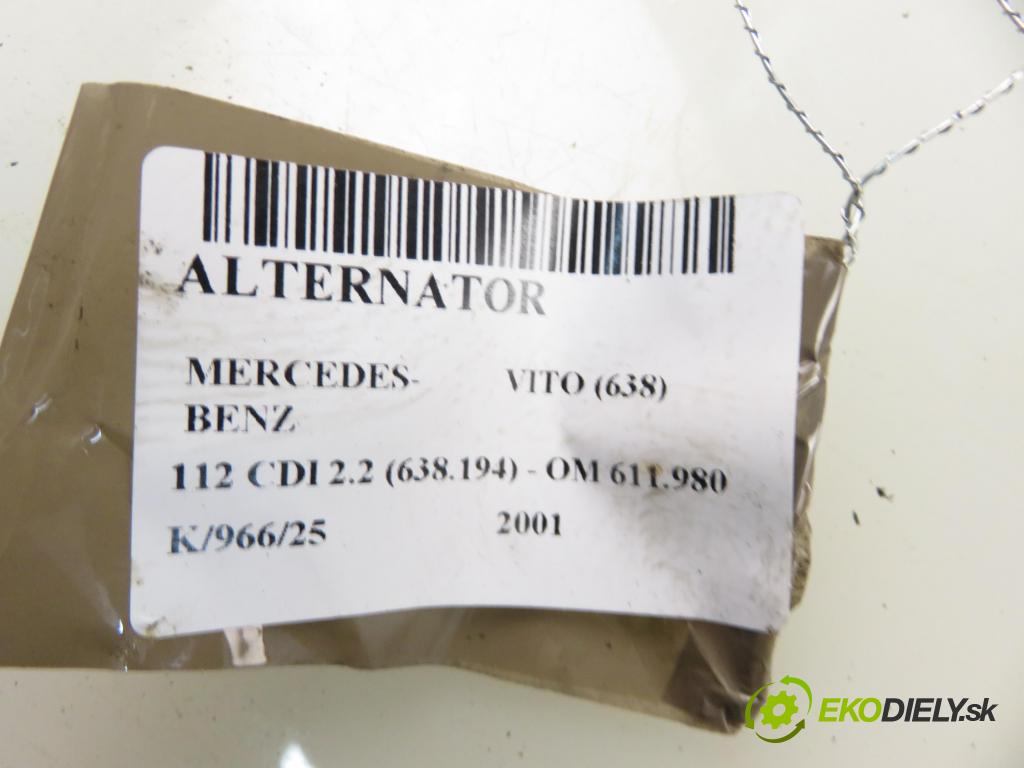 ALTERNATOR
MERCEDES- VITO (638)
BENZ
112 CDI 2.2 (638.194) - OM 611.980
K/966/25 2001
EKODIELY.sk